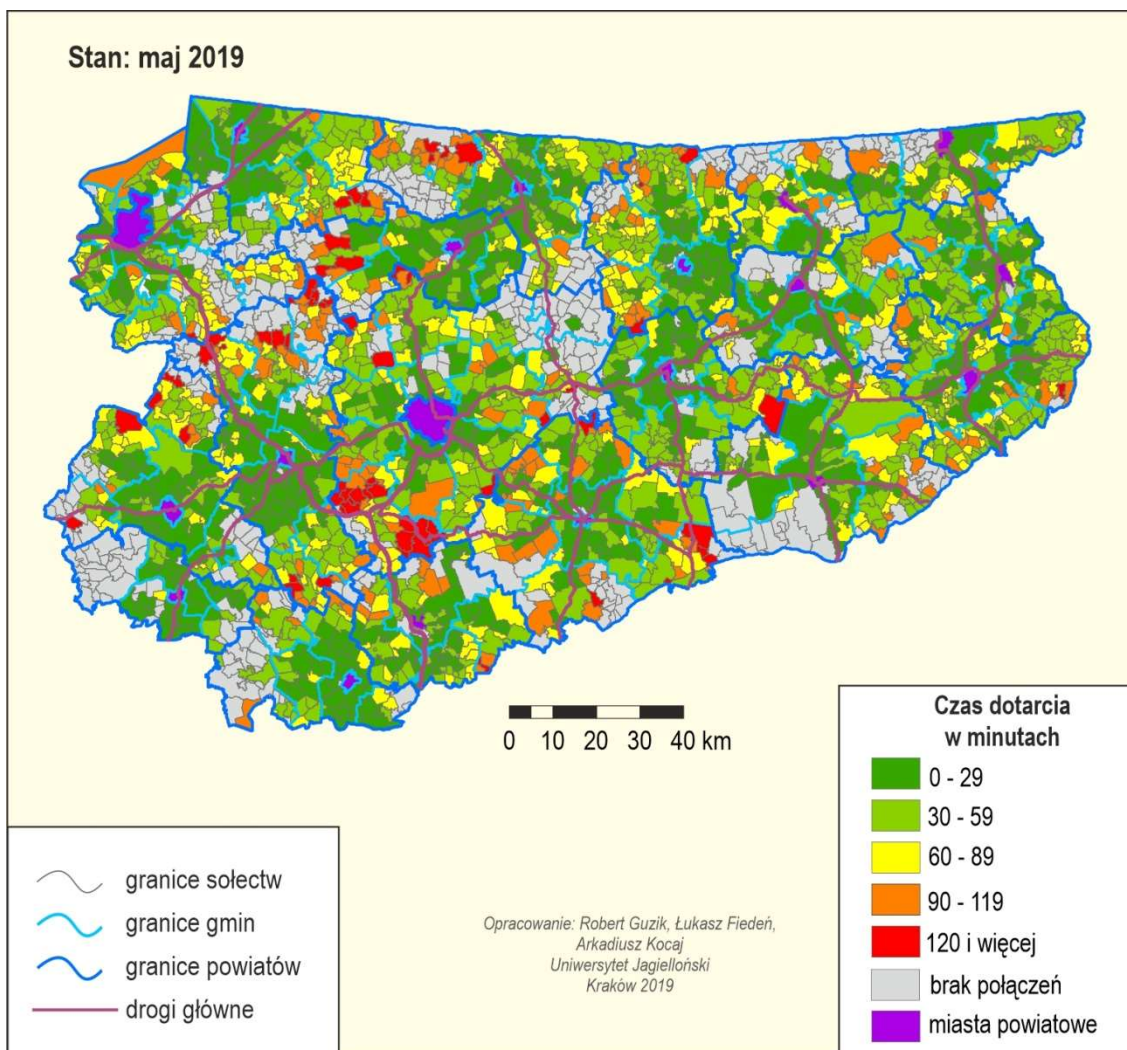 Stan: maj 2019
0 10 20 30 40 km
Czas dotarcia
w minutach
0 - 29
30 - 59
60 - 89
90 - 119
120 i więcej
brak połączeń
miasta powiatowe
granice sołectw
granice gmin
granice powiatów
drogi główne
Opracowanie: Robert Guzik, Łukasz Fiedeń,
Arkadiusz Kocaj
Uniwersytet Jagielloński
Kraków 2019